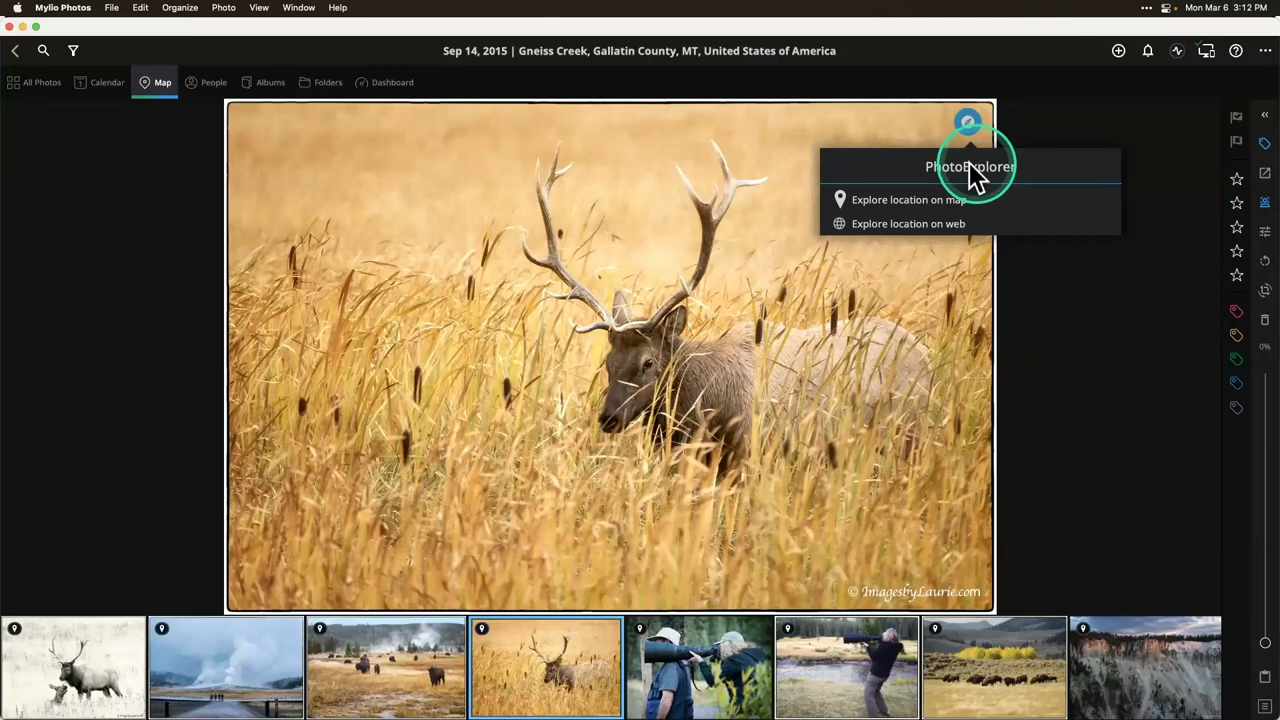 Mylio Photos File Edit Organize Photo View Window Help
Mon Mar 6 3:12 PM
Sep 14, 2015 | Gneiss Creek, Gallatin County, MT, United States of America
All Photos
1
Calendar
Map
People
Albums
Folders
Dashboard
PhotoExplorer
Explore location on map
Explore location on web
0%
© ImagesbyLaurie.com